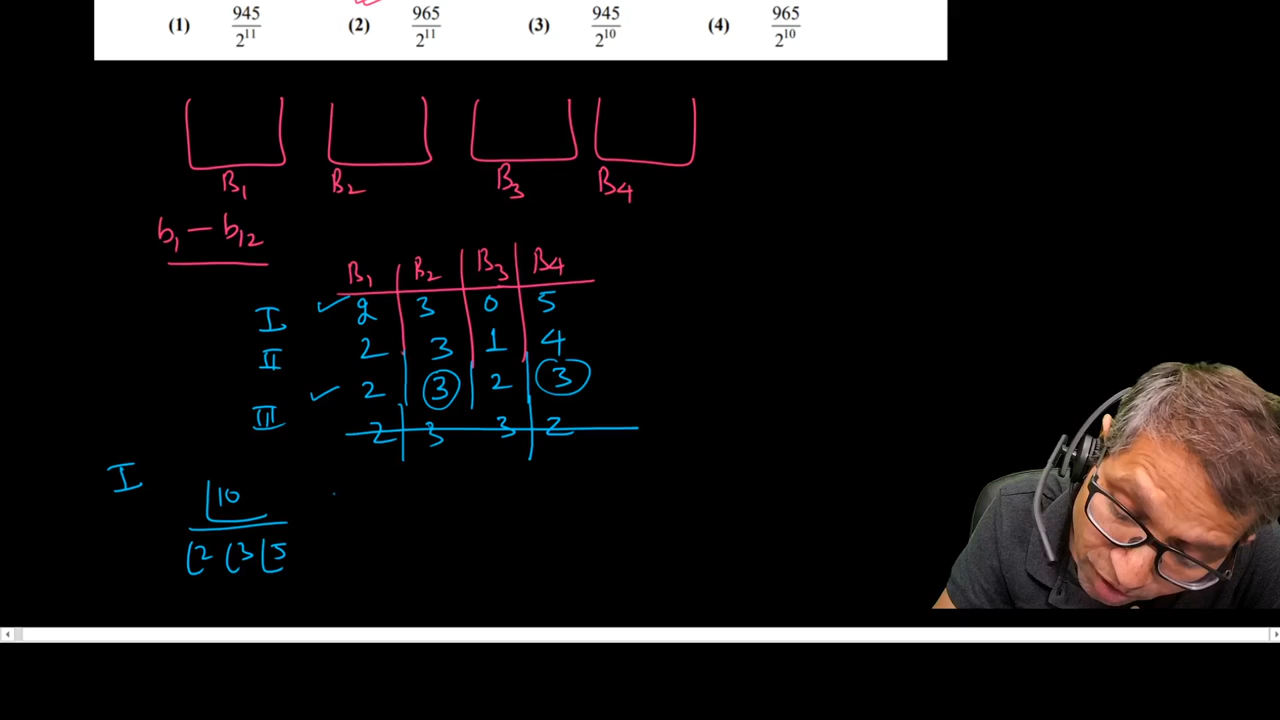 (1) 945/2^11 (2) 965/2^11 (3) 945/2^10 (4) 965/2^10
B1 B2 B3 B4
b1 — b12
B1 B2 B3 B4
I ✓ 2 3 0 5
II 2 3 1 4
✓ 2 3 2 3
III
2 3 3 2
I
|10
|2 |3 |5